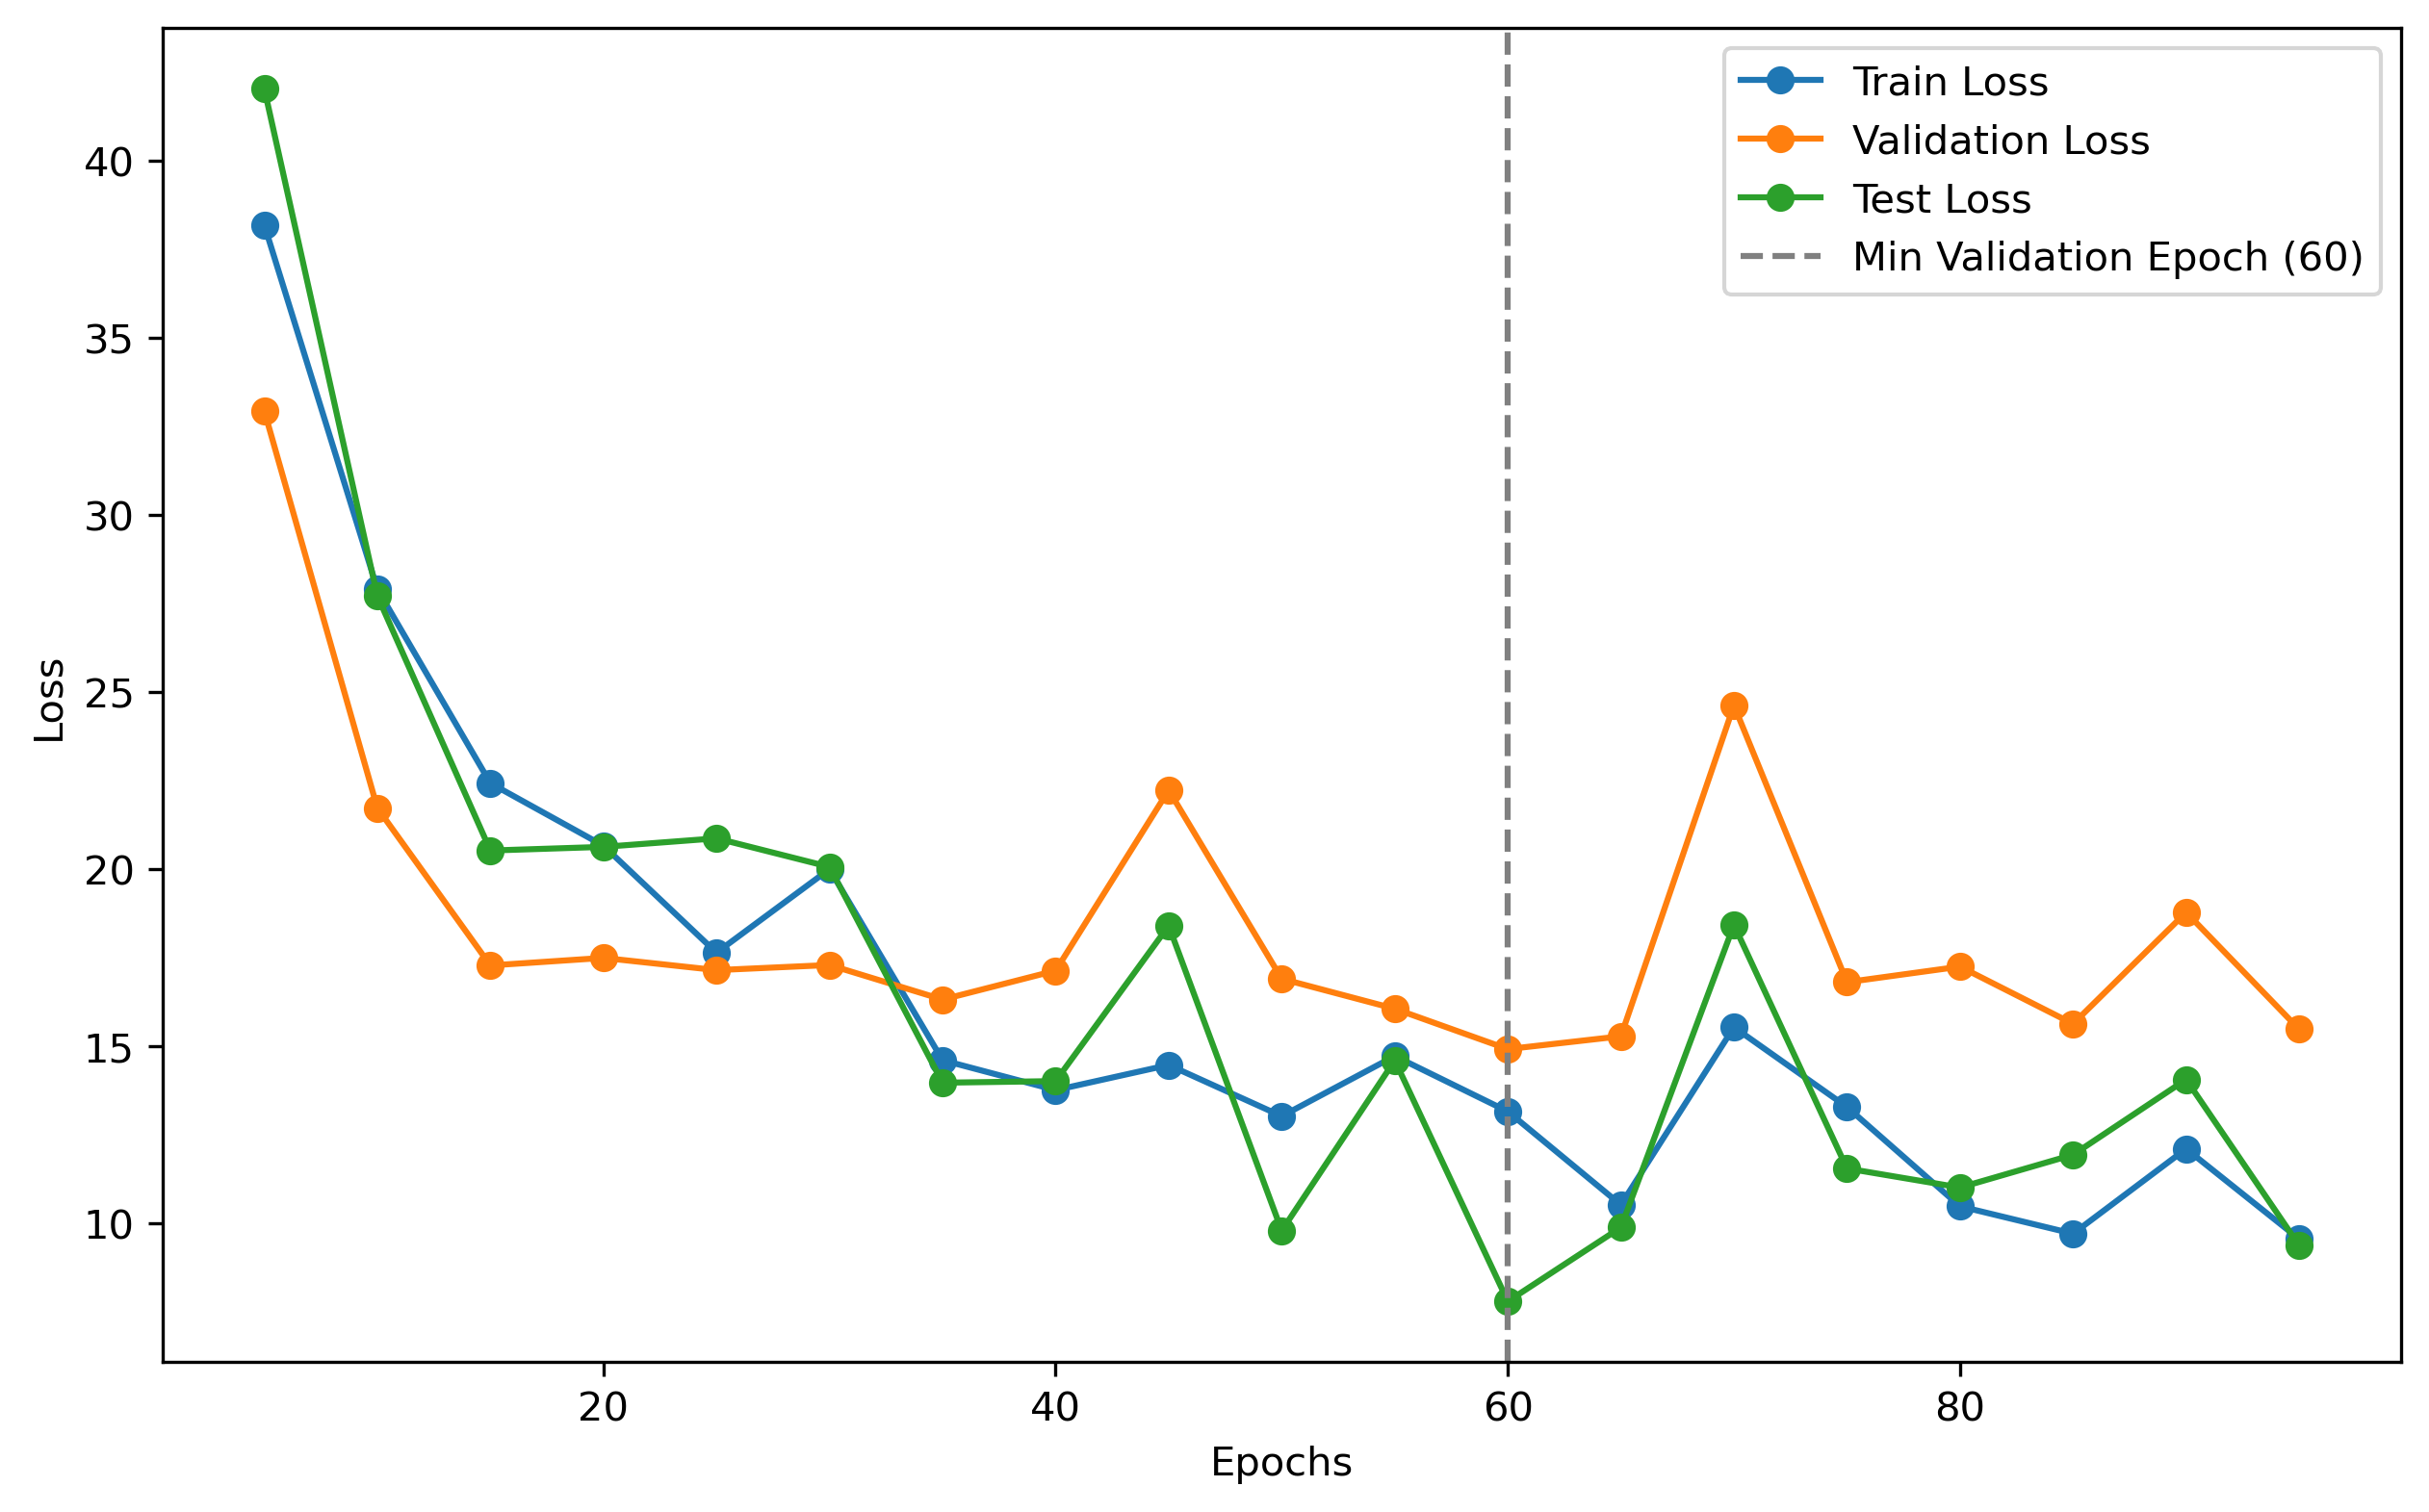 Train Loss
Validation Loss
Test Loss
Min Validation Epoch (60)
Loss
40
35
30
25
20
15
10
20 40 60 80
Epochs